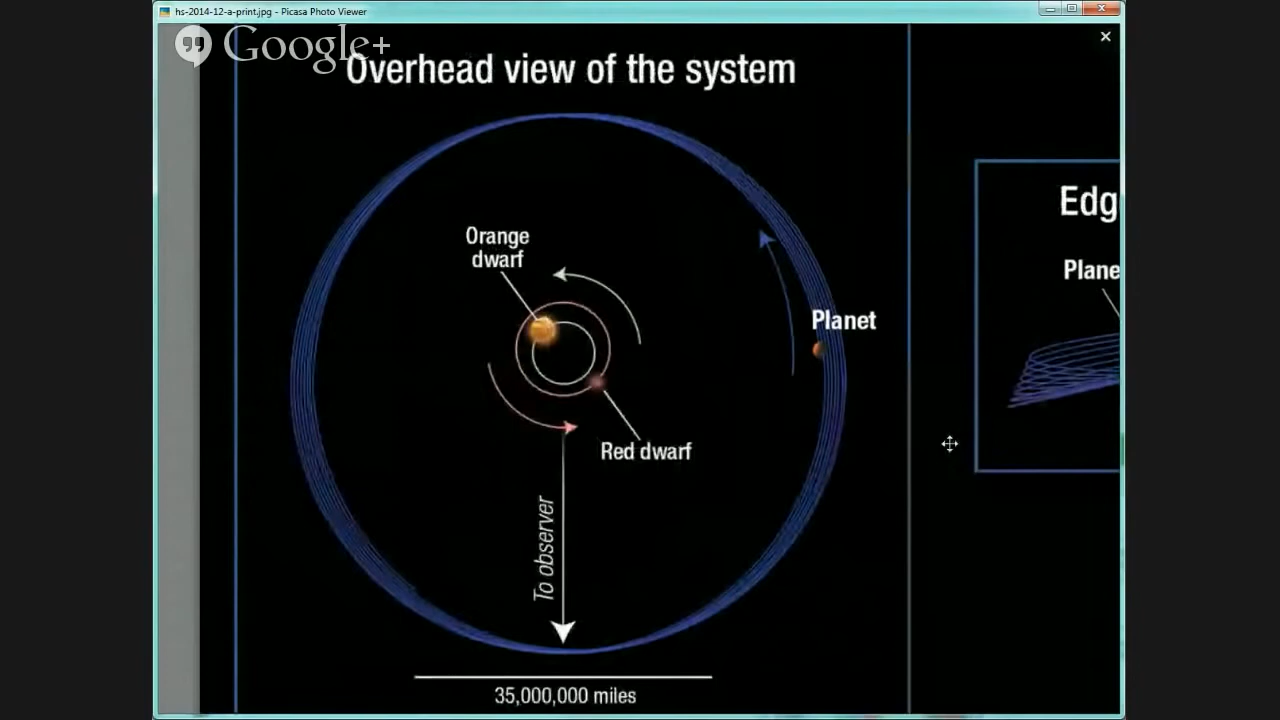 hs-2014-12-a-print.jpg - Picasa Photo Viewer
Google+
Overhead view of the system
Orange
dwarf
Planet
Red dwarf
To observer
35,000,000 miles
Edg
Plane